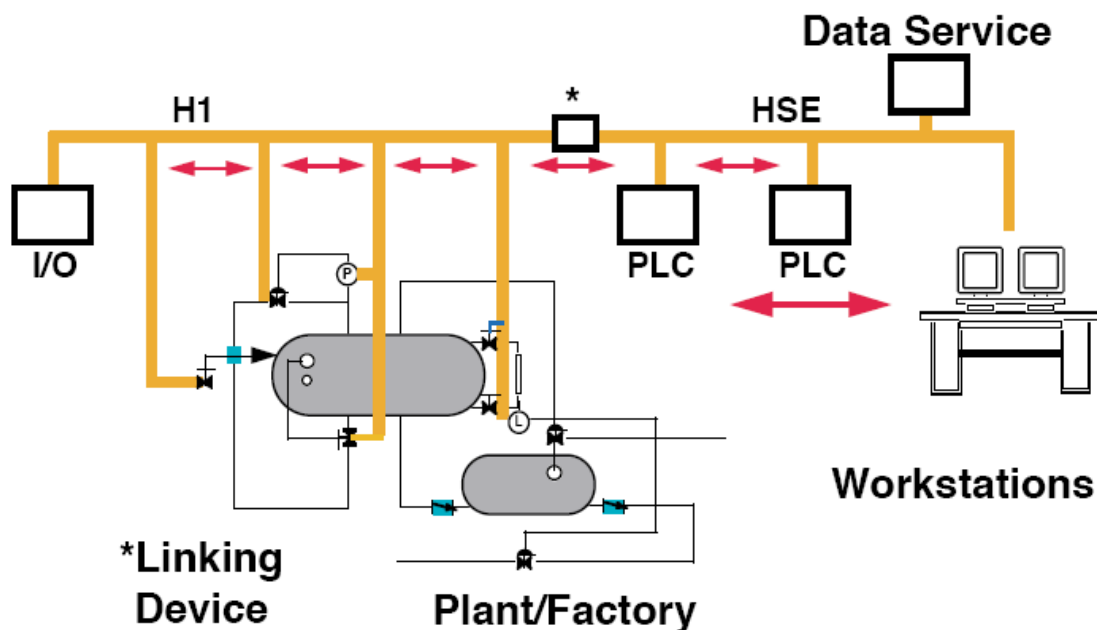 Data Service
H1
*
HSE
I/O
PLC
PLC
P
L
Workstations
*Linking
Device
Plant/Factory